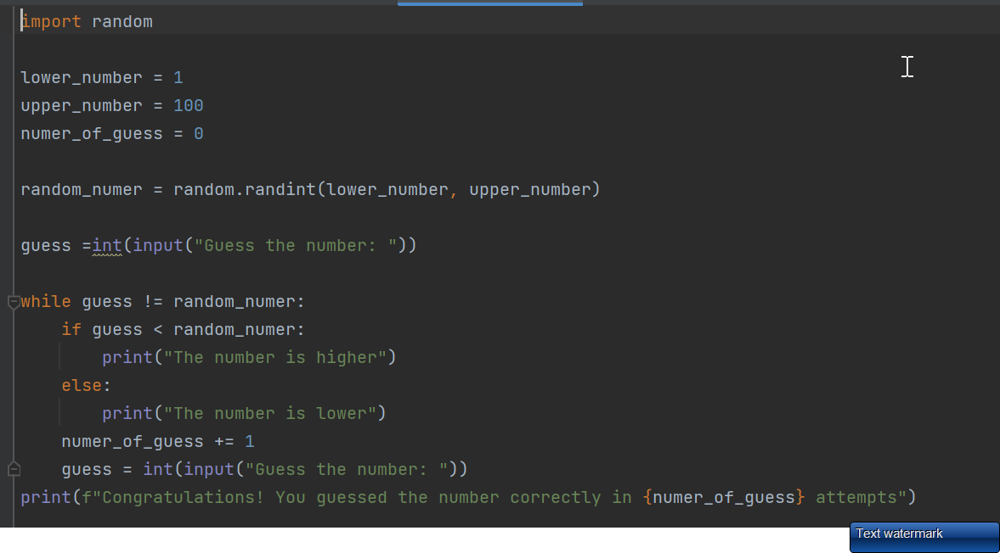 import random
lower_number = 1
upper_number = 100
numer_of_guess = 0
random_numer = random.randint(lower_number, upper_number)
guess =int(input("Guess the number: "))
while guess != random_numer:
    if guess < random_numer:
        print("The number is higher")
    else:
        print("The number is lower")
    numer_of_guess += 1
    guess = int(input("Guess the number: "))
print(f"Congratulations! You guessed the number correctly in {numer_of_guess} attempts")
Text watermark